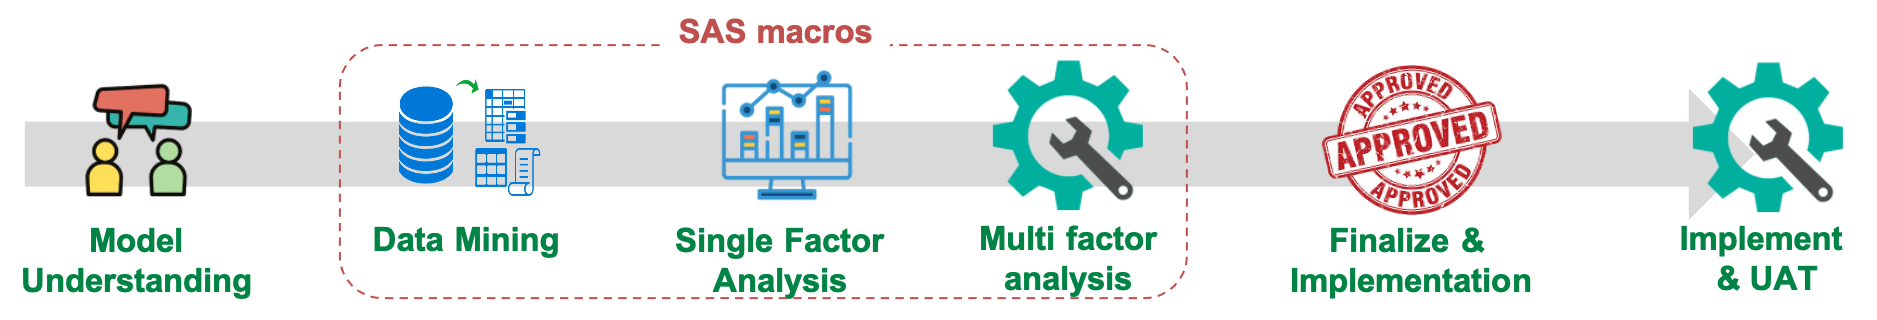 SAS macros
Model
Understanding
Data Mining
Single Factor
Analysis
Multi factor
analysis
APPROVED
APPROVED
APPROVED
Finalize &
Implementation
Implement
& UAT